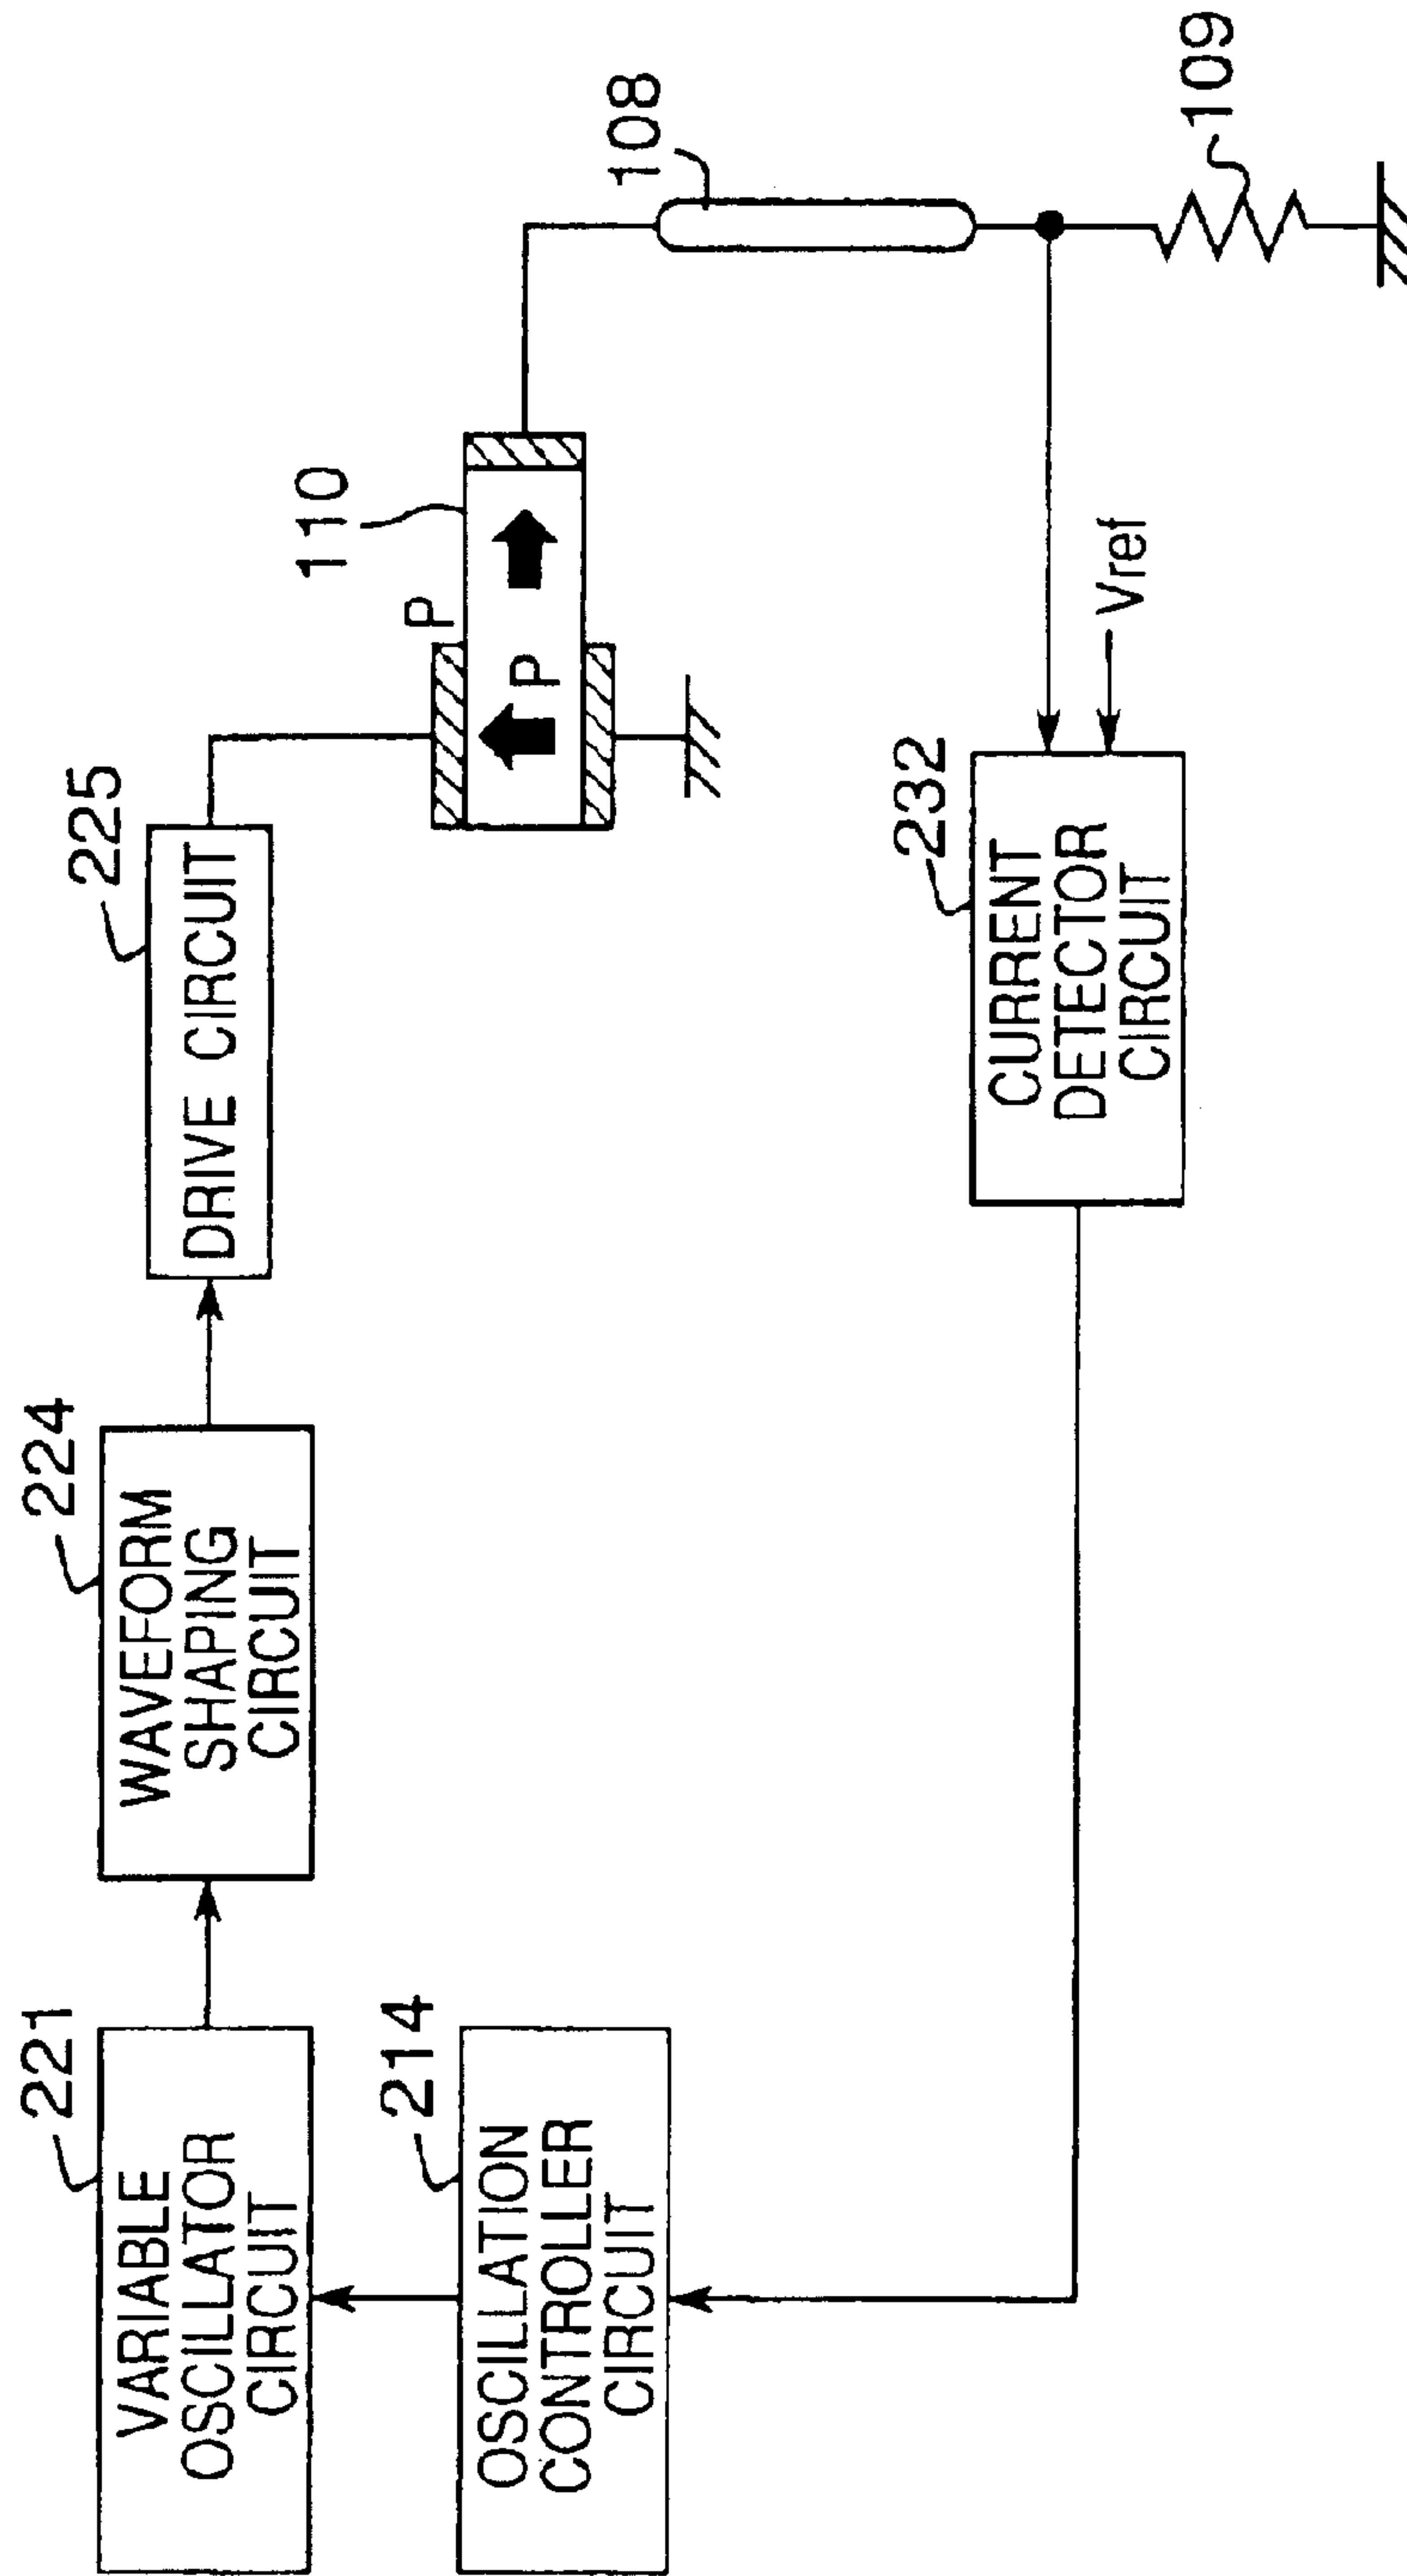 221
VARIABLE
OSCILLATOR
CIRCUIT
224
WAVEFORM
SHAPING
CIRCUIT
225
DRIVE CIRCUIT
110
P
P
108
109
214
OSCILLATION
CONTROLLER
CIRCUIT
232
CURRENT
DETECTOR
CIRCUIT
Vref